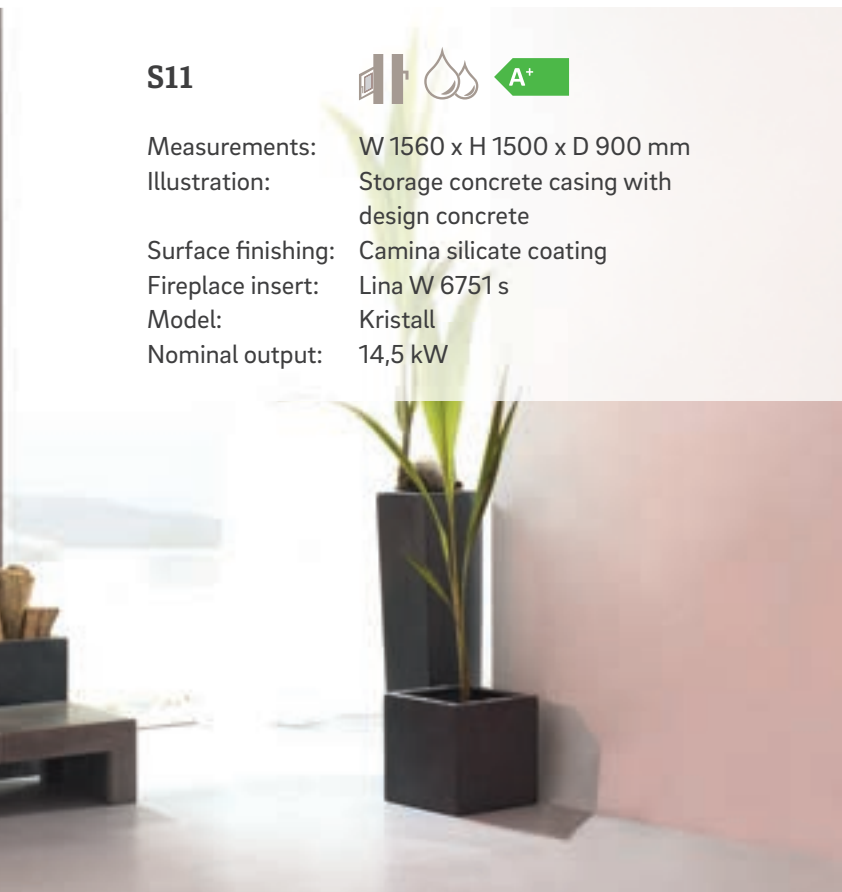 S11
A+
Measurements: W 1560 x H 1500 x D 900 mm
Illustration: Storage concrete casing with
design concrete
Surface finishing: Camina silicate coating
Fireplace insert: Lina W 6751 s
Model: Kristall
Nominal output: 14,5 kW